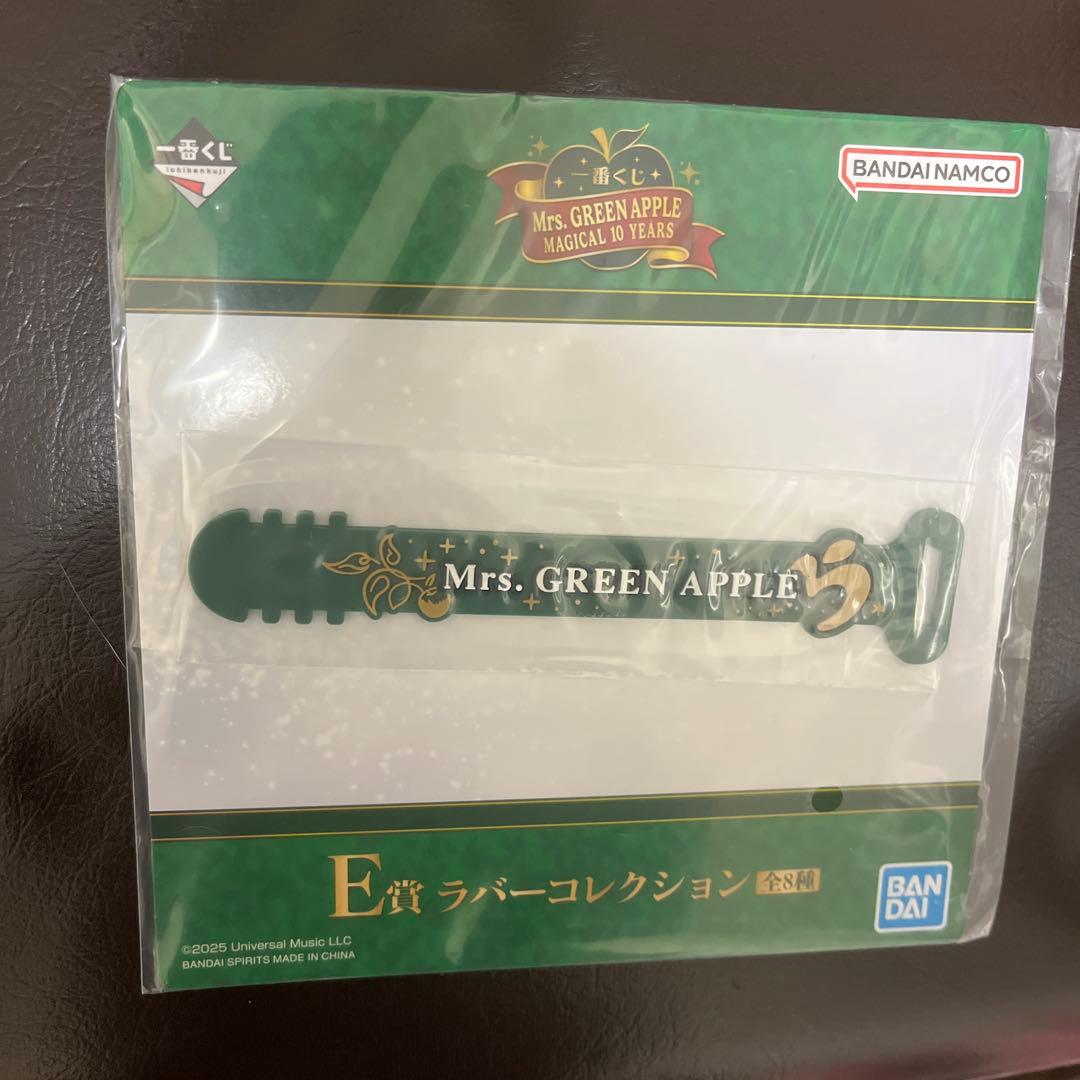 一番くじ
ichibankuji
一番くじ
Mrs. GREEN APPLE
MAGICAL 10 YEARS
BANDAI NAMCO
Mrs. GREEN APPLE
E賞 ラバーコレクション 全8種
BAN
DAI
©2025 Universal Music LLC
BANDAI SPIRITS MADE IN CHINA